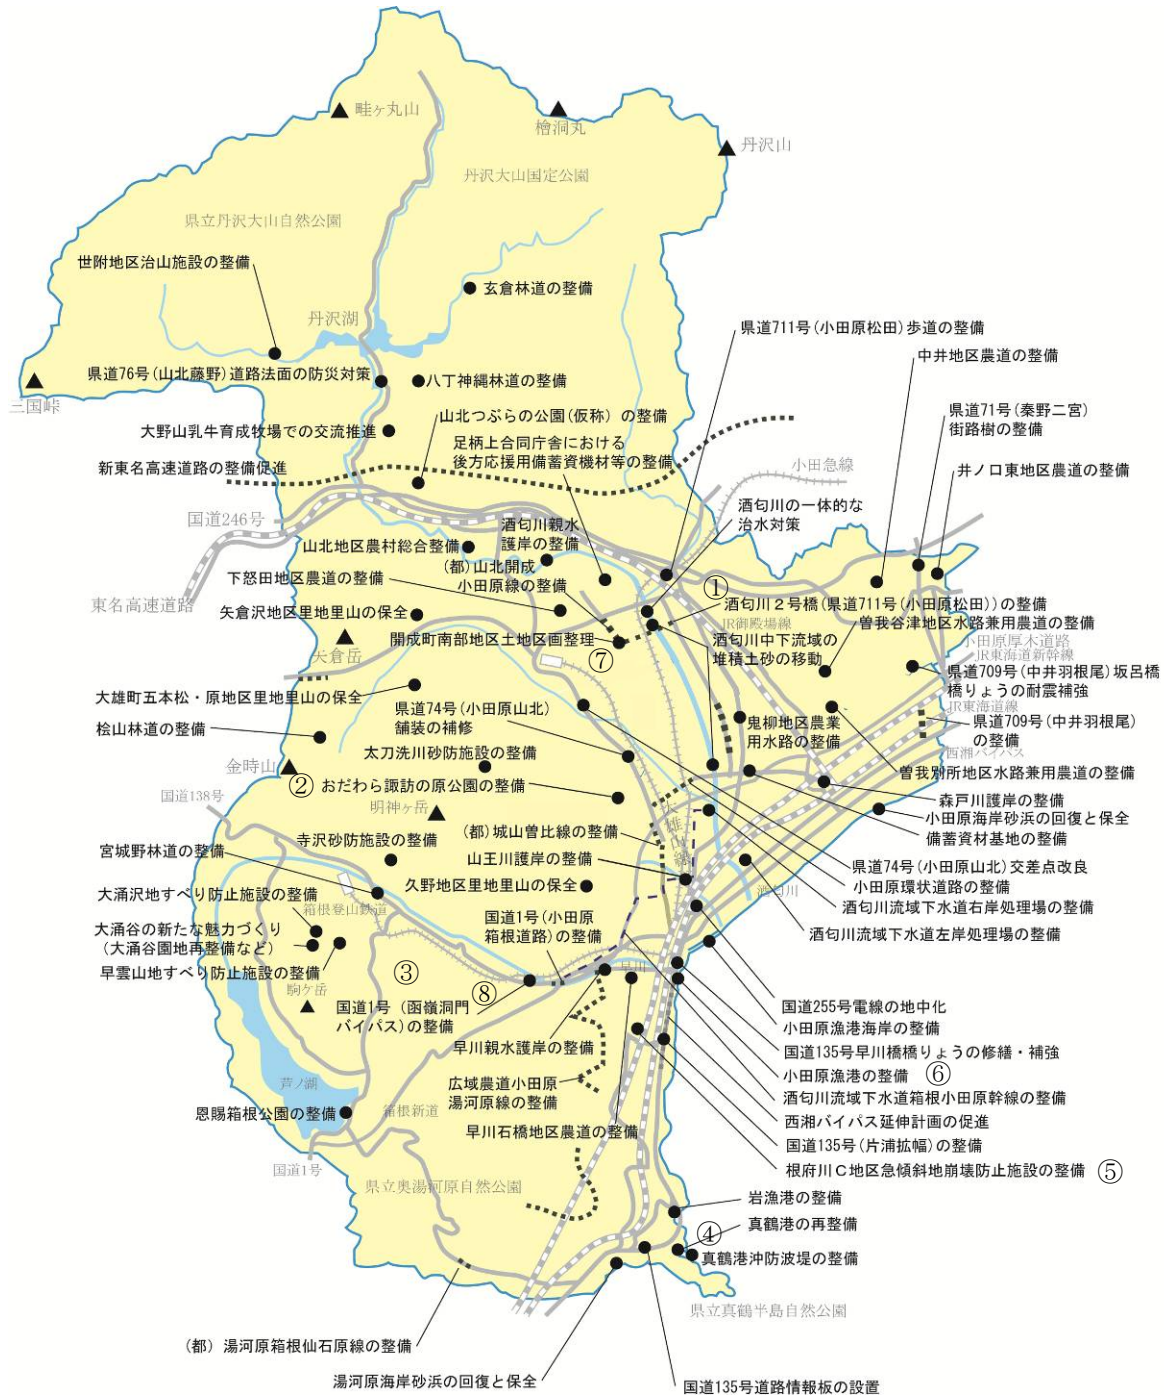 畦ヶ丸山
檜洞丸
丹沢山
丹沢大山国定公園
県立丹沢大山自然公園
世附地区治山施設の整備
玄倉林道の整備
丹沢湖
県道711号(小田原松田)歩道の整備
中井地区農道の整備
県道76号(山北藤野)道路法面の防災対策
八丁神縄林道の整備
三国峠
山北つぶらの公園(仮称)の整備
県道71号(秦野二宮)
街路樹の整備
大野山乳牛育成牧場での交流推進
足柄上合同庁舎における
後方応援用備蓄資機材等の整備
新東名高速道路の整備促進
小田急線
井ノ口東地区農道の整備
国道246号
酒匂川の一体的な
治水対策
酒匂川親水
護岸の整備
山北地区農村総合整備
(都)山北開成
小田原線の整備
下怒田地区農道の整備
①
東名高速道路
酒匂川２号橋(県道711号(小田原松田))の整備
矢倉沢地区里地里山の保全
JR御殿場線
曽我谷津地区水路兼用農道の整備
矢倉岳
開成町南部地区土地区画整理
⑦
酒匂川中下流域の
堆積土砂の移動
小田原厚木道路
JR東海道新幹線
県道709号(中井羽根尾)坂呂橋
橋りょうの耐震補強
大雄町五本松・原地区里地里山の保全
県道74号(小田原山北)
舗装の補修
JR東海道線
鬼柳地区農業
用水路の整備
県道709号(中井羽根尾)
の整備
桧山林道の整備
太刀洗川砂防施設の整備
西湘バイパス
金時山
②
おだわら諏訪の原公園の整備
曽我別所地区水路兼用農道の整備
国道138号
明神ヶ岳
森戸川護岸の整備
小田原海岸砂浜の回復と保全
備蓄資材基地の整備
寺沢砂防施設の整備
(都)城山曽比線の整備
大雄山線
宮城野林道の整備
山王川護岸の整備
県道74号(小田原山北)交差点改良
大涌沢地すべり防止施設の整備
久野地区里地里山の保全
小田原環状道路の整備
酒匂川
箱根登山鉄道
酒匂川流域下水道右岸処理場の整備
大涌谷の新たな魅力づくり
(大涌谷園地再整備など)
国道1号(小田原
箱根道路)の整備
酒匂川流域下水道左岸処理場の整備
早雲山地すべり防止施設の整備
③
早川
駒ケ岳
⑧
国道1号(函嶺洞門
バイパス)の整備
国道255号電線の地中化
小田原漁港海岸の整備
早川親水護岸の整備
国道135号早川橋橋りょうの修繕・補強
小田原漁港の整備
⑥
芦ノ湖
広域農道小田原
湯河原線の整備
酒匂川流域下水道箱根小田原幹線の整備
恩賜箱根公園の整備
箱根新道
西湘バイパス延伸計画の促進
早川石橋地区農道の整備
国道135号(片浦拡幅)の整備
国道1号
根府川Ｃ地区急傾斜地崩壊防止施設の整備
⑤
県立奥湯河原自然公園
岩漁港の整備
④
真鶴港の再整備
真鶴港沖防波堤の整備
県立真鶴半島自然公園
(都) 湯河原箱根仙石原線の整備
湯河原海岸砂浜の回復と保全
国道135号道路情報板の設置